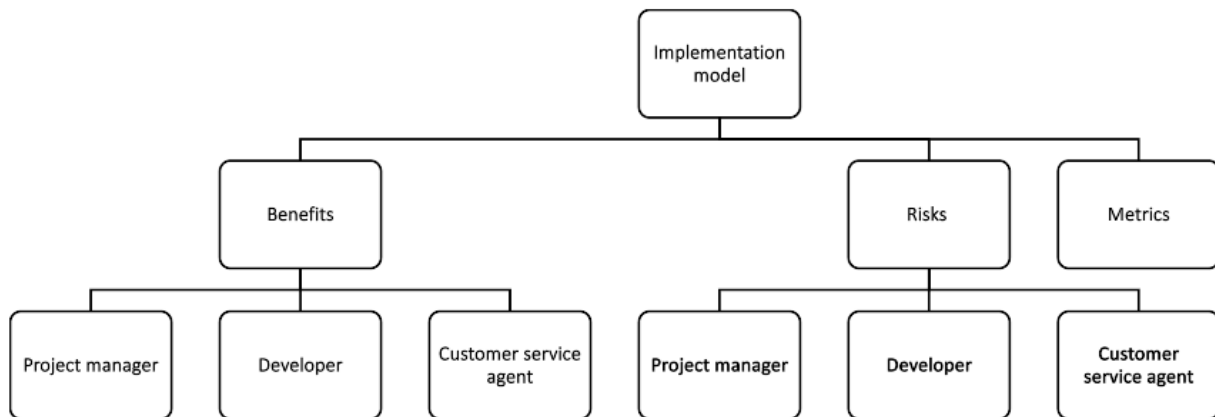 Implementation
model
Benefits
Risks
Metrics
Project manager
Developer
Customer service
agent
Project manager
Developer
Customer
service agent